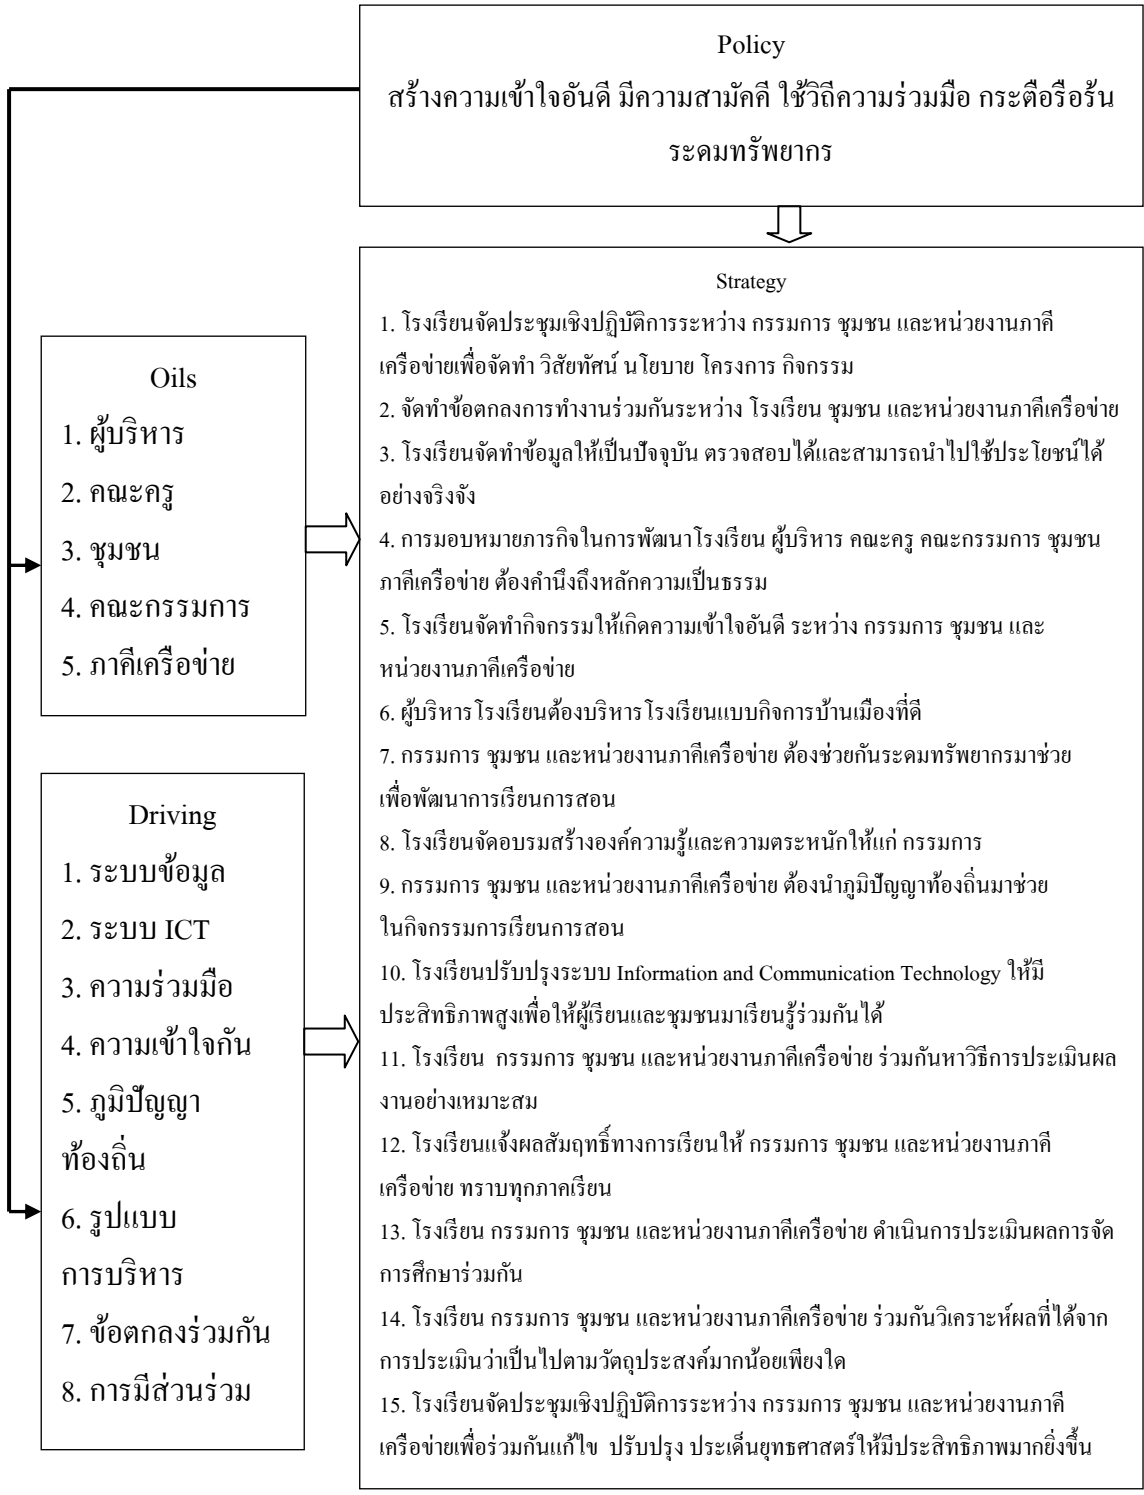 Policy
สร้างความเข้าใจอันดี มีความสามัคคี ใช้วิถีความร่วมมือ กระตือรือร้น
ระดมทรัพยากร
Oils
1. ผู้บริหาร
2. คณะครู
3. ชุมชน
4. คณะกรรมการ
5. ภาคีเครือข่าย
Driving
1. ระบบข้อมูล
2. ระบบ ICT
3. ความร่วมมือ
4. ความเข้าใจกัน
5. ภูมิปัญญา
ท้องถิ่น
6. รูปแบบ
การบริหาร
7. ข้อตกลงร่วมกัน
8. การมีส่วนร่วม
Strategy
1. โรงเรียนจัดประชุมเชิงปฏิบัติการระหว่าง กรรมการ ชุมชน และหน่วยงานภาคี
เครือข่ายเพื่อจัดทำ วิสัยทัศน์ นโยบาย โครงการ กิจกรรม
2. จัดทำข้อตกลงการทำงานร่วมกันระหว่าง โรงเรียน ชุมชน และหน่วยงานภาคีเครือข่าย
3. โรงเรียนจัดทำข้อมูลให้เป็นปัจจุบัน ตรวจสอบได้และสามารถนำไปใช้ประโยชน์ได้
อย่างจริงจัง
4. การมอบหมายภารกิจในการพัฒนาโรงเรียน ผู้บริหาร คณะครู คณะกรรมการ ชุมชน
ภาคีเครือข่าย ต้องคำนึงถึงหลักความเป็นธรรม
5. โรงเรียนจัดทำกิจกรรมให้เกิดความเข้าใจอันดี ระหว่าง กรรมการ ชุมชน และ
หน่วยงานภาคีเครือข่าย
6. ผู้บริหารโรงเรียนต้องบริหารโรงเรียนแบบกิจการบ้านเมืองที่ดี
7. กรรมการ ชุมชน และหน่วยงานภาคีเครือข่าย ต้องช่วยกันระดมทรัพยากรมาช่วย
เพื่อพัฒนาการเรียนการสอน
8. โรงเรียนจัดอบรมสร้างองค์ความรู้และความตระหนักให้แก่ กรรมการ
9. กรรมการ ชุมชน และหน่วยงานภาคีเครือข่าย ต้องนำภูมิปัญญาท้องถิ่นมาช่วย
ในกิจกรรมการเรียนการสอน
10. โรงเรียนปรับปรุงระบบ Information and Communication Technology ให้มี
ประสิทธิภาพสูงเพื่อให้ผู้เรียนและชุมชนมาเรียนรู้ร่วมกันได้
11. โรงเรียน กรรมการ ชุมชน และหน่วยงานภาคีเครือข่าย ร่วมกันหาวิธีการประเมินผล
งานอย่างเหมาะสม
12. โรงเรียนแจ้งผลสัมฤทธิ์ทางการเรียนให้ กรรมการ ชุมชน และหน่วยงานภาคี
เครือข่าย ทราบทุกภาคเรียน
13. โรงเรียน กรรมการ ชุมชน และหน่วยงานภาคีเครือข่าย ดำเนินการประเมินผลการจัด
การศึกษาร่วมกัน
14. โรงเรียน กรรมการ ชุมชน และหน่วยงานภาคีเครือข่าย ร่วมกันวิเคราะห์ผลที่ได้จาก
การประเมินว่าเป็นไปตามวัตถุประสงค์มากน้อยเพียงใด
15. โรงเรียนจัดประชุมเชิงปฏิบัติการระหว่าง กรรมการ ชุมชน และหน่วยงานภาคี
เครือข่ายเพื่อร่วมกันแก้ไข ปรับปรุง ประเด็นยุทธศาสตร์ให้มีประสิทธิภาพมากยิ่งขึ้น